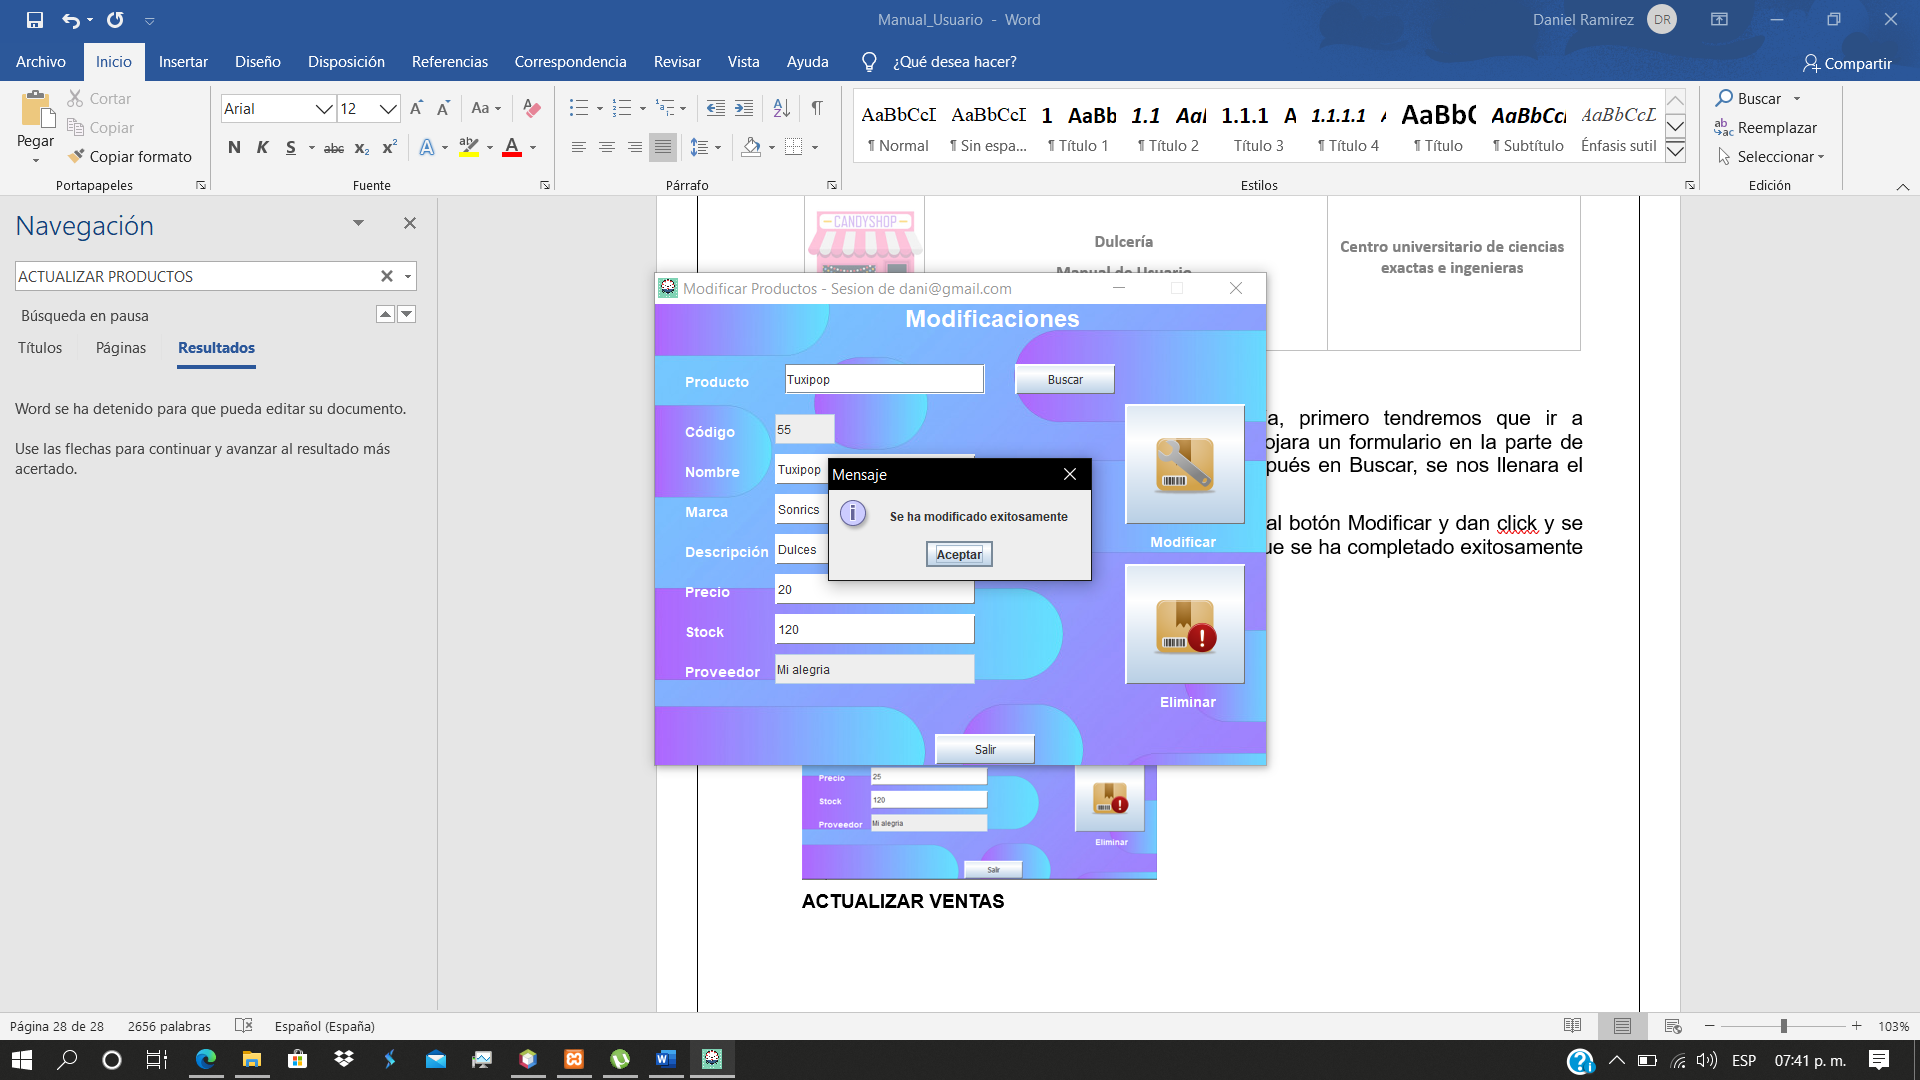 Manual_Usuario - Word
Daniel Ramirez
DR
Archivo
Inicio
Insertar
Diseño
Disposición
Referencias
Correspondencia
Revisar
Vista
Ayuda
¿Qué desea hacer?
Compartir
Pegar
Cortar
Copiar
Copiar formato
Portapapeles
Arial
12
Aa
N K S abc x₂ x²
Fuente
Párrafo
AaBbCcI
¶ Normal
AaBbCcI
¶ Sin espa...
1 AaBb
¶ Título 1
1.1 Aal
¶ Título 2
1.1.1 A
Título 3
1.1.1.1
¶ Título 4
AaBbC
¶ Título
AaBbCc
¶ Subtítulo
AaBbCcL
Énfasis sutil
Estilos
Buscar
Reemplazar
Seleccionar
Edición
Navegación
ACTUALIZAR PRODUCTOS
Búsqueda en pausa
Títulos
Páginas
Resultados
Word se ha detenido para que pueda editar su documento.
Use las flechas para continuar y avanzar al resultado más
acertado.
CANDYSHOP
Dulcería
Manual de Usuario
Centro universitario de ciencias
exactas e ingenieras
Modificar Productos - Sesion de dani@gmail.com
Modificaciones
Producto
Tuxipop
Buscar
Código
55
Nombre
Tuxipop
Marca
Sonrics
Descripción
Dulces
Precio
20
Stock
120
Proveedor
Mi alegria
Modificar
Eliminar
Salir
Mensaje
Se ha modificado exitosamente
Aceptar
a, primero tendremos que ir a
ojara un formulario en la parte de
pués en Buscar, se nos llenara el
al botón Modificar y dan click y se
ue se ha completado exitosamente
Precio
25
Stock
120
Proveedor
Mi alegria
Eliminar
Salir
ACTUALIZAR VENTAS
Página 28 de 28
2656 palabras
Español (España)
103%
ESP
07:41 p. m.